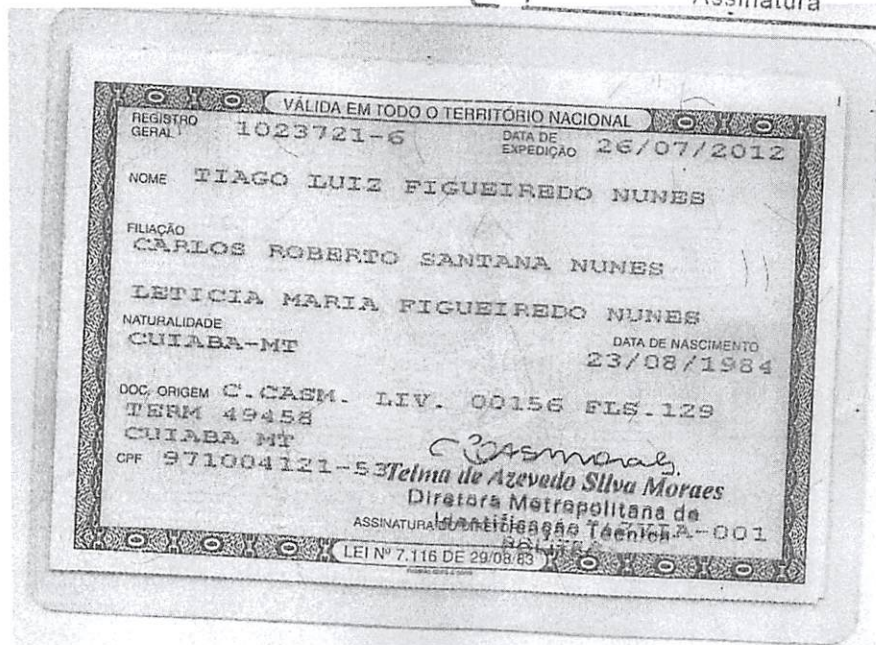 Assinatura
VÁLIDA EM TODO O TERRITÓRIO NACIONAL
REGISTRO GERAL 1023721-6 DATA DE EXPEDIÇÃO 26/07/2012
NOME TIAGO LUIZ FIGUEIREDO NUNES
FILIAÇÃO
CARLOS ROBERTO SANTANA NUNES
LETICIA MARIA FIGUEIREDO NUNES
NATURALIDADE DATA DE NASCIMENTO
CUIABA-MT 23/08/1984
DOC. ORIGEM C.CASM. LIV. 00156 FLS.129
TERM 49458
CUIABA MT
CPF 971004121-53
Telma de Azevedo Silva Moraes
Diretora Metropolitana de
Identificação Técnica
ASSINATURA VIA-001
LEI Nº 7.116 DE 29/08/83